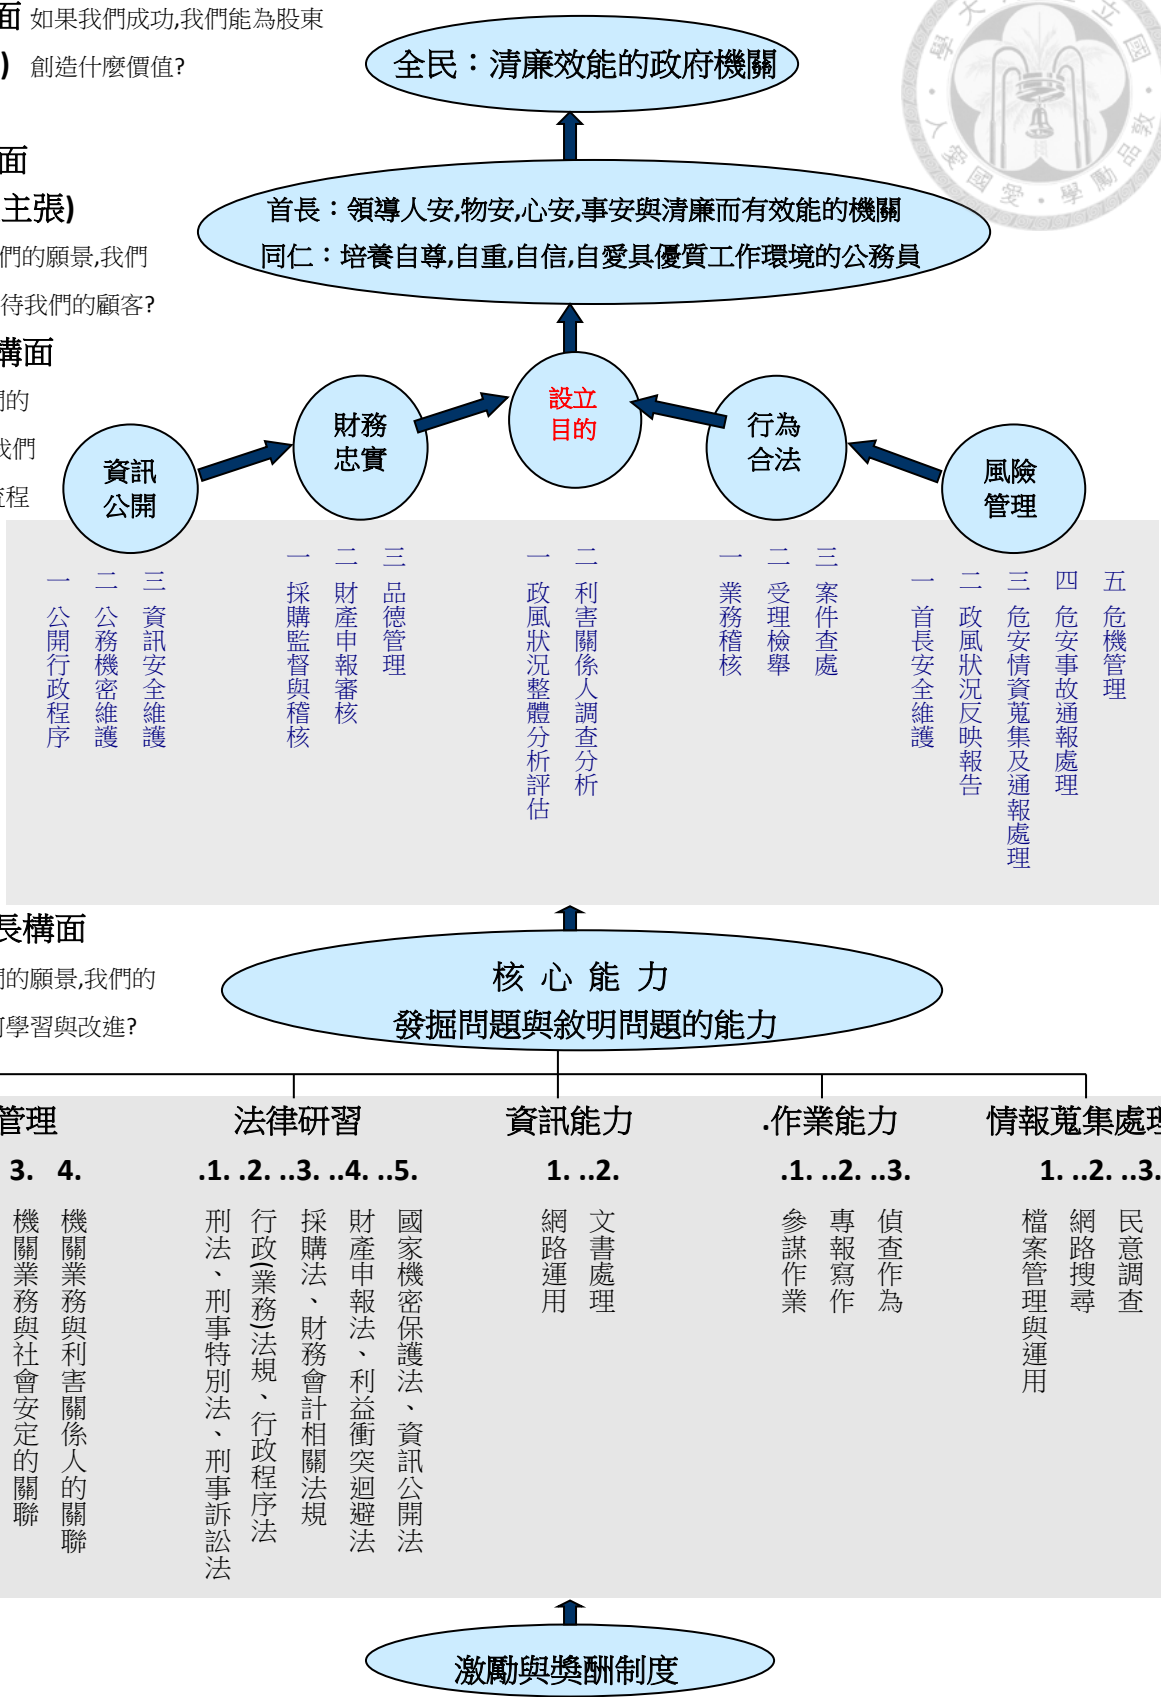 面 如果我們成功,我們能為股東
) 創造什麼價值?
全民：清廉效能的政府機關
面
主張)
們的願景,我們
待我們的顧客?
首長：領導人安,物安,心安,事安與清廉而有效能的機關
同仁：培養自尊,自重,自信,自愛具優質工作環境的公務員
構面
們的
我們
流程
資訊
公開
財務
忠實
設立
目的
行為
合法
風險
管理
一 公開行政程序
二 公務機密維護
三 資訊安全維護
一 採購監督與稽核
二 財產申報審核
三 品德管理
一 政風狀況整體分析評估
二 利害關係人調查分析
一 業務稽核
二 受理檢舉
三 案件查處
一 首長安全維護
二 政風狀況反映報告
三 危安情資蒐集及通報處理
四 危安事故通報處理
五 危機管理
長構面
們的願景,我們的
何學習與改進?
核 心 能 力
發掘問題與敘明問題的能力
管理
3. 4.
機關業務與社會安定的關聯
機關業務與利害關係人的關聯
法律研習
.1. .2. ..3. ..4. ..5.
刑法、刑事特別法、刑事訴訟法
行政(業務)法規、行政程序法
採購法、財務會計相關法規
財產申報法、利益衝突迴避法
國家機密保護法、資訊公開法
資訊能力
1. ..2.
網路運用
文書處理
.作業能力
.1. ..2. ..3.
參謀作業
專報寫作
偵查作為
情報蒐集處理
1. ..2. ..3.
檔案管理與運用
網路搜尋
民意調查
激勵與獎酬制度